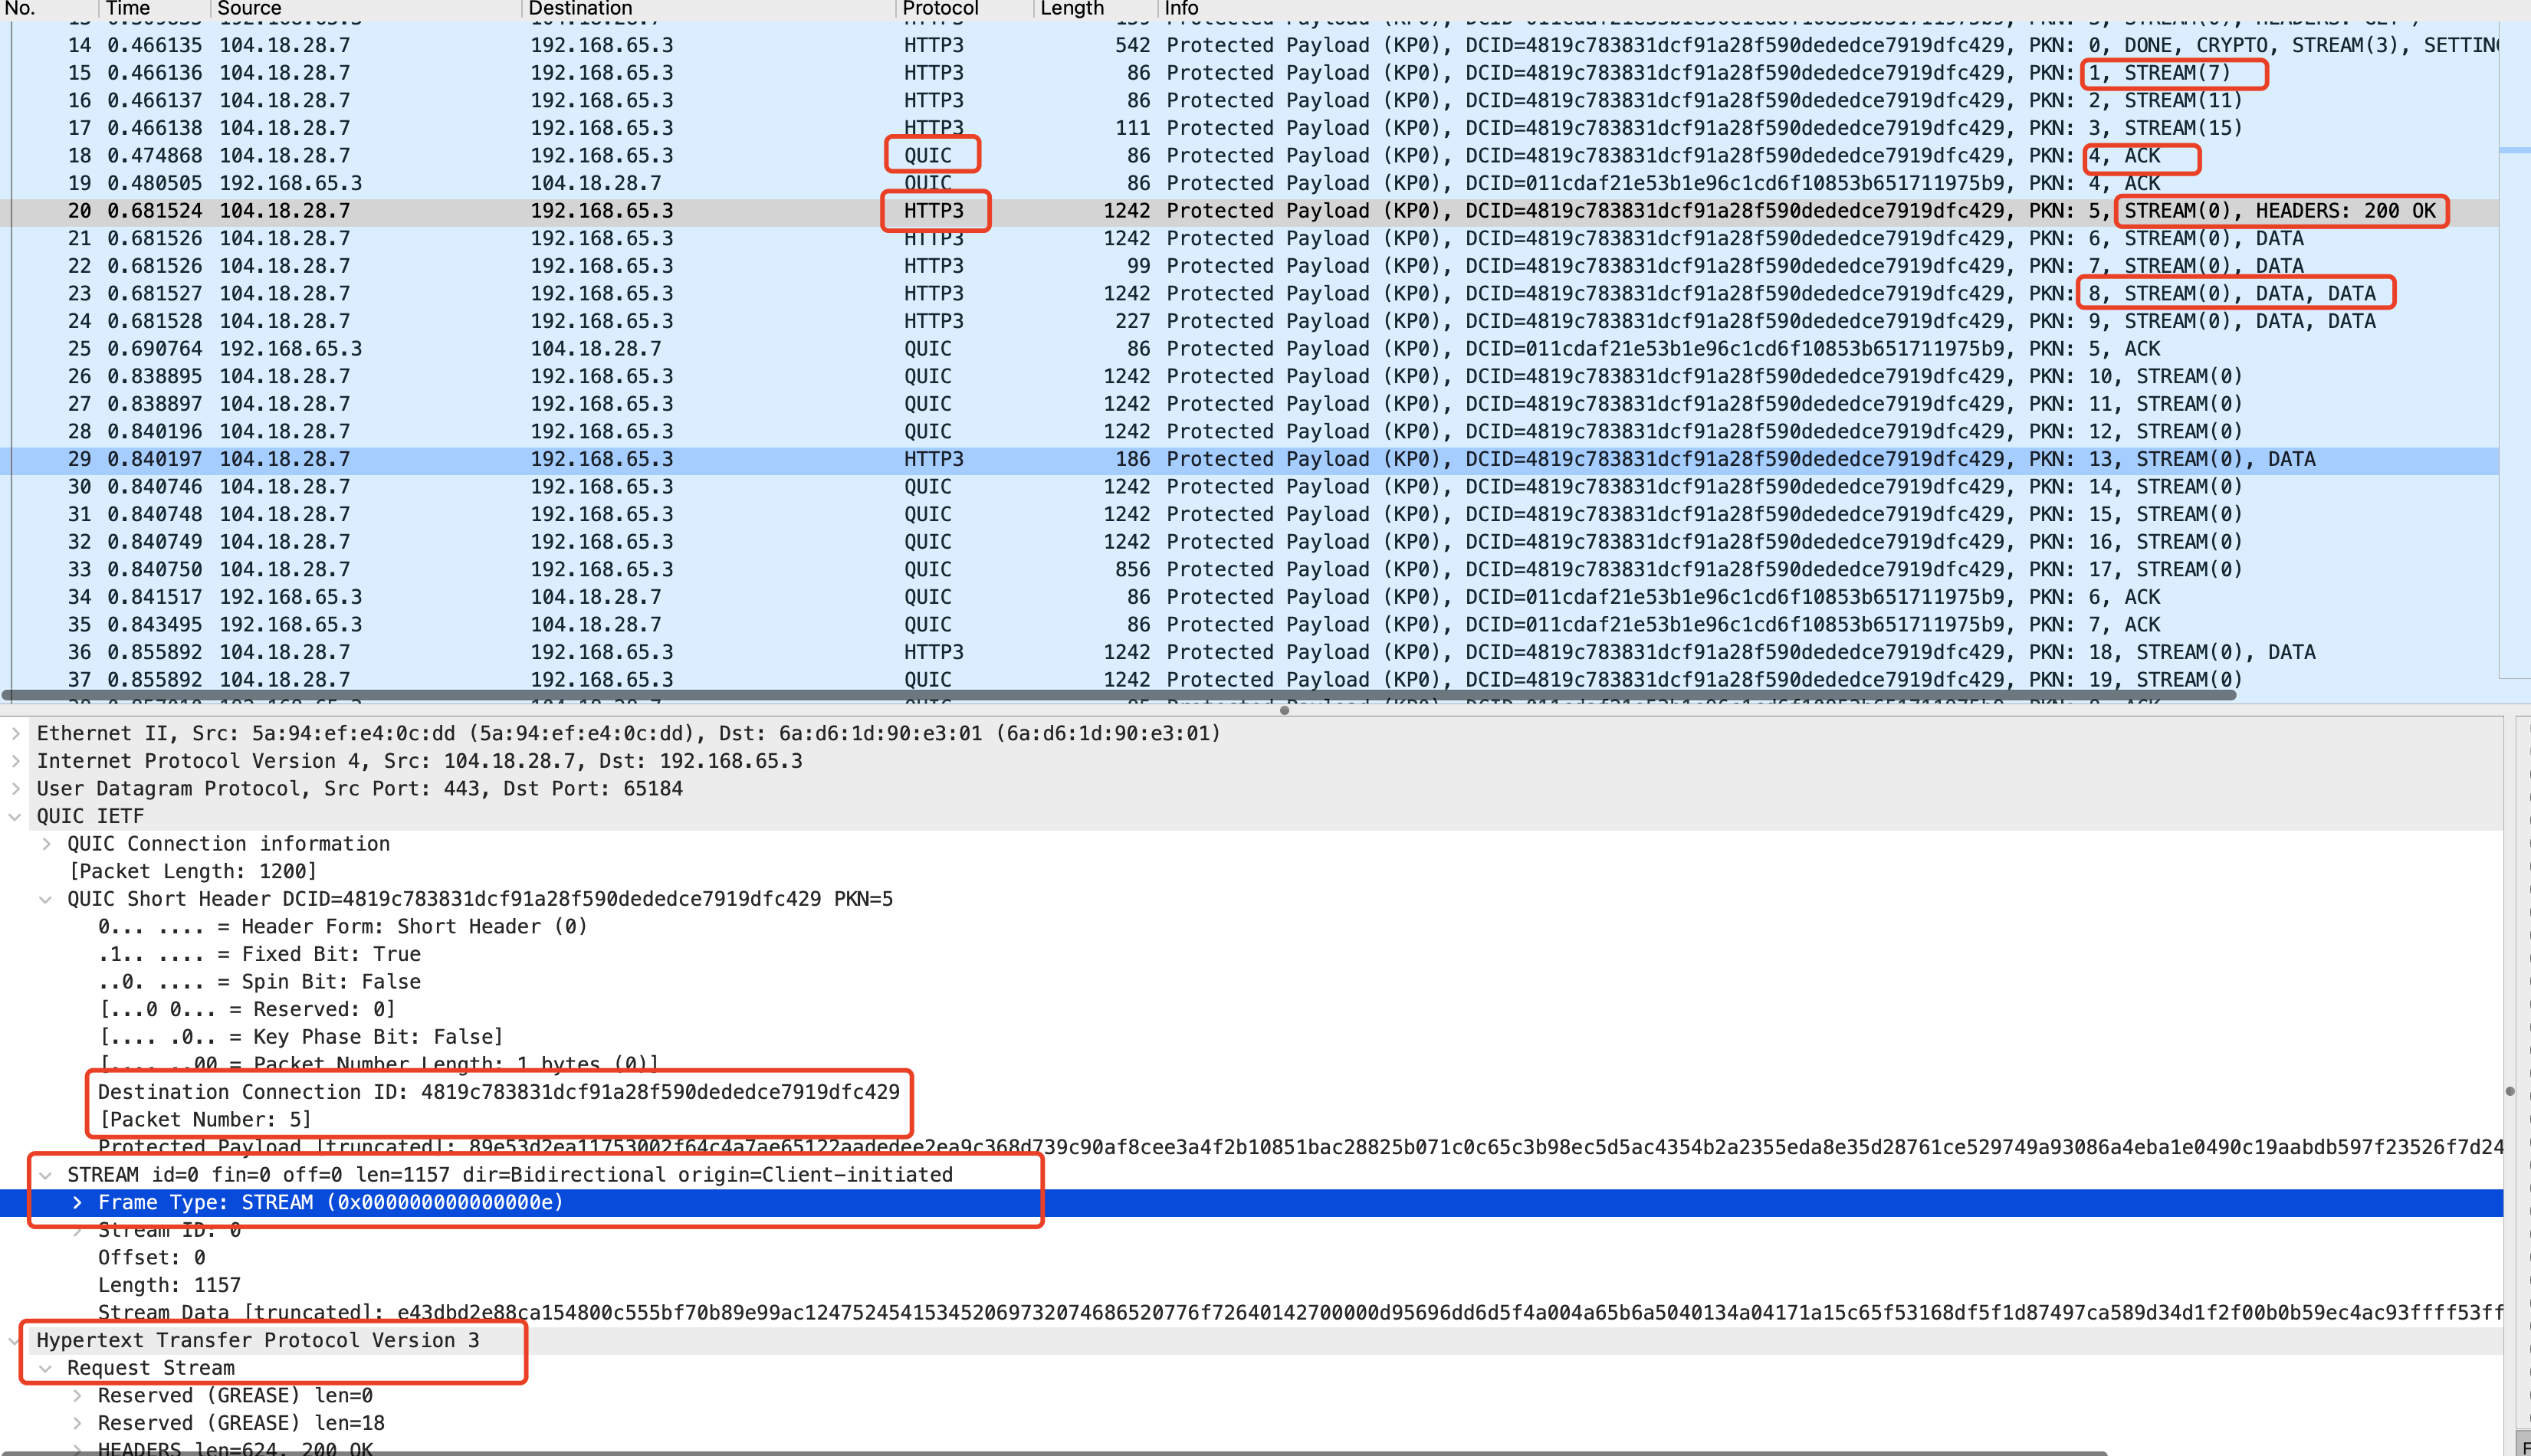 No. Time Source Destination Protocol Length Info
14 0.466135 104.18.28.7 192.168.65.3 HTTP3 542 Protected Payload (KP0), DCID=4819c783831dcf91a28f590dededce7919dfc429, PKN: 0, DONE, CRYPTO, STREAM(3), SETTING
15 0.466136 104.18.28.7 192.168.65.3 HTTP3 86 Protected Payload (KP0), DCID=4819c783831dcf91a28f590dededce7919dfc429, PKN: 1, STREAM(7)
16 0.466137 104.18.28.7 192.168.65.3 HTTP3 86 Protected Payload (KP0), DCID=4819c783831dcf91a28f590dededce7919dfc429, PKN: 2, STREAM(11)
17 0.466138 104.18.28.7 192.168.65.3 HTTP3 111 Protected Payload (KP0), DCID=4819c783831dcf91a28f590dededce7919dfc429, PKN: 3, STREAM(15)
18 0.474868 104.18.28.7 192.168.65.3 QUIC 86 Protected Payload (KP0), DCID=4819c783831dcf91a28f590dededce7919dfc429, PKN: 4, ACK
19 0.480505 192.168.65.3 104.18.28.7 QUIC 86 Protected Payload (KP0), DCID=011cdaf21e53b1e96c1cd6f10853b651711975b9, PKN: 4, ACK
20 0.681524 104.18.28.7 192.168.65.3 HTTP3 1242 Protected Payload (KP0), DCID=4819c783831dcf91a28f590dededce7919dfc429, PKN: 5, STREAM(0), HEADERS: 200 OK
21 0.681526 104.18.28.7 192.168.65.3 HTTP3 1242 Protected Payload (KP0), DCID=4819c783831dcf91a28f590dededce7919dfc429, PKN: 6, STREAM(0), DATA
22 0.681526 104.18.28.7 192.168.65.3 HTTP3 99 Protected Payload (KP0), DCID=4819c783831dcf91a28f590dededce7919dfc429, PKN: 7, STREAM(0), DATA
23 0.681527 104.18.28.7 192.168.65.3 HTTP3 1242 Protected Payload (KP0), DCID=4819c783831dcf91a28f590dededce7919dfc429, PKN: 8, STREAM(0), DATA, DATA
24 0.681528 104.18.28.7 192.168.65.3 HTTP3 227 Protected Payload (KP0), DCID=4819c783831dcf91a28f590dededce7919dfc429, PKN: 9, STREAM(0), DATA, DATA
25 0.690764 192.168.65.3 104.18.28.7 QUIC 86 Protected Payload (KP0), DCID=011cdaf21e53b1e96c1cd6f10853b651711975b9, PKN: 5, ACK
26 0.838895 104.18.28.7 192.168.65.3 QUIC 1242 Protected Payload (KP0), DCID=4819c783831dcf91a28f590dededce7919dfc429, PKN: 10, STREAM(0)
27 0.838897 104.18.28.7 192.168.65.3 QUIC 1242 Protected Payload (KP0), DCID=4819c783831dcf91a28f590dededce7919dfc429, PKN: 11, STREAM(0)
28 0.840196 104.18.28.7 192.168.65.3 QUIC 1242 Protected Payload (KP0), DCID=4819c783831dcf91a28f590dededce7919dfc429, PKN: 12, STREAM(0)
29 0.840197 104.18.28.7 192.168.65.3 HTTP3 186 Protected Payload (KP0), DCID=4819c783831dcf91a28f590dededce7919dfc429, PKN: 13, STREAM(0), DATA
30 0.840746 104.18.28.7 192.168.65.3 QUIC 1242 Protected Payload (KP0), DCID=4819c783831dcf91a28f590dededce7919dfc429, PKN: 14, STREAM(0)
31 0.840748 104.18.28.7 192.168.65.3 QUIC 1242 Protected Payload (KP0), DCID=4819c783831dcf91a28f590dededce7919dfc429, PKN: 15, STREAM(0)
32 0.840749 104.18.28.7 192.168.65.3 QUIC 1242 Protected Payload (KP0), DCID=4819c783831dcf91a28f590dededce7919dfc429, PKN: 16, STREAM(0)
33 0.840750 104.18.28.7 192.168.65.3 QUIC 856 Protected Payload (KP0), DCID=4819c783831dcf91a28f590dededce7919dfc429, PKN: 17, STREAM(0)
34 0.841517 192.168.65.3 104.18.28.7 QUIC 86 Protected Payload (KP0), DCID=011cdaf21e53b1e96c1cd6f10853b651711975b9, PKN: 6, ACK
35 0.843495 192.168.65.3 104.18.28.7 QUIC 86 Protected Payload (KP0), DCID=011cdaf21e53b1e96c1cd6f10853b651711975b9, PKN: 7, ACK
36 0.855892 104.18.28.7 192.168.65.3 HTTP3 1242 Protected Payload (KP0), DCID=4819c783831dcf91a28f590dededce7919dfc429, PKN: 18, STREAM(0), DATA
37 0.855892 104.18.28.7 192.168.65.3 QUIC 1242 Protected Payload (KP0), DCID=4819c783831dcf91a28f590dededce7919dfc429, PKN: 19, STREAM(0)
Ethernet II, Src: 5a:94:ef:e4:0c:dd (5a:94:ef:e4:0c:dd), Dst: 6a:d6:1d:90:e3:01 (6a:d6:1d:90:e3:01)
Internet Protocol Version 4, Src: 104.18.28.7, Dst: 192.168.65.3
User Datagram Protocol, Src Port: 443, Dst Port: 65184
QUIC IETF
QUIC Connection information
[Packet Length: 1200]
QUIC Short Header DCID=4819c783831dcf91a28f590dededce7919dfc429 PKN=5
0... .... = Header Form: Short Header (0)
.1.. .... = Fixed Bit: True
..0. .... = Spin Bit: False
[...0 0... = Reserved: 0]
[.... .0.. = Key Phase Bit: False]
[.... ..00 = Packet Number Length: 1 bytes (0)]
Destination Connection ID: 4819c783831dcf91a28f590dededce7919dfc429
[Packet Number: 5]
Protected Payload [truncated]: 89e53d2ea11753002f64c4a7ae65122aadedee2ea9c368d739c90af8cee3a4f2b10851bac28825b071c0c65c3b98ec5d5ac4354b2a2355eda8e35d28761ce529749a93086a4eba1e0490c19aabdb597f23526f7d24
STREAM id=0 fin=0 off=0 len=1157 dir=Bidirectional origin=Client-initiated
Frame Type: STREAM (0x000000000000000e)
Stream ID: 0
Offset: 0
Length: 1157
Stream Data [truncated]: e43dbd2e88ca154800c555bf70b89e99ac12475245415345206973207468652077​6f72640142700000d95696dd6d5f4a004a65b6a5040134a04171a15c65f53168df5f1d87497ca589d34d1f2f00b0b59ec4ac93ffff53ff
Hypertext Transfer Protocol Version 3
Request Stream
Reserved (GREASE) len=0
Reserved (GREASE) len=18
HEADERS len=624, 200 OK